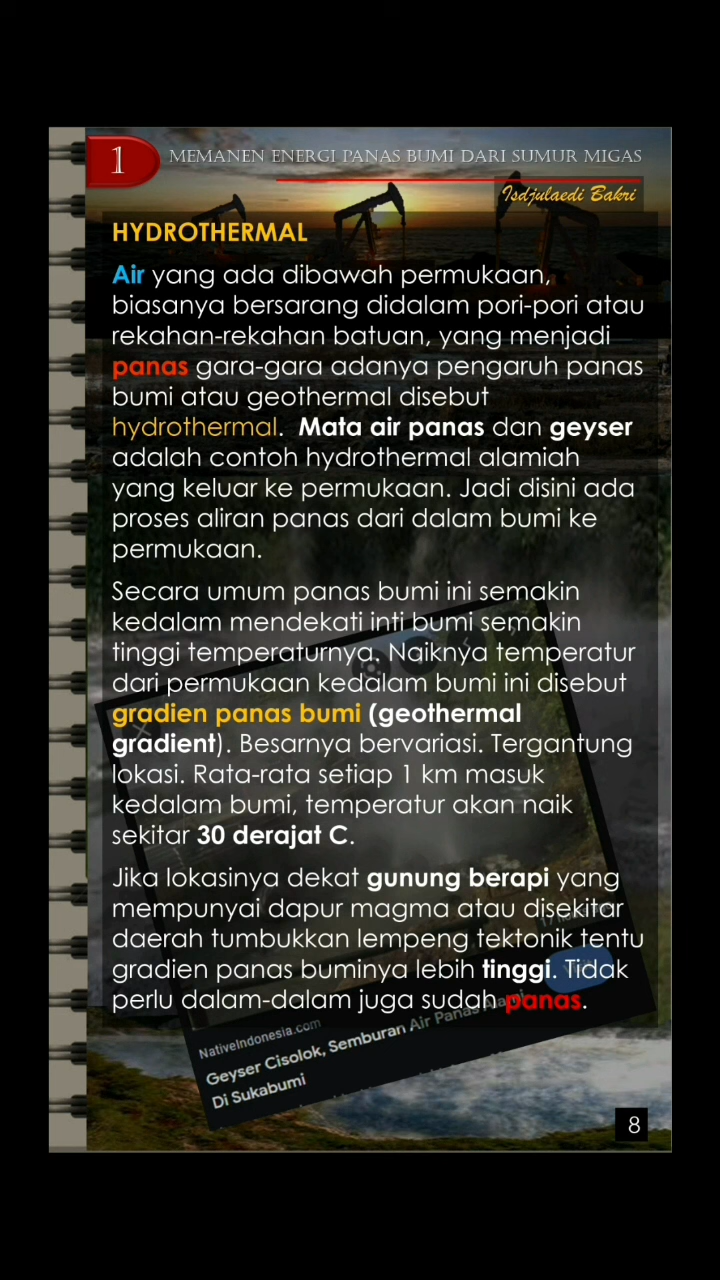 1
MEMANEN ENERGI PANAS BUMI DARI SUMUR MIGAS
Isdjulaedi Bakri
HYDROTHERMAL
Air yang ada dibawah permukaan,
biasanya bersarang didalam pori-pori atau
rekahan-rekahan batuan, yang menjadi
panas gara-gara adanya pengaruh panas
bumi atau geothermal disebut
hydrothermal. Mata air panas dan geyser
adalah contoh hydrothermal alamiah
yang keluar ke permukaan. Jadi disini ada
proses aliran panas dari dalam bumi ke
permukaan.
Secara umum panas bumi ini semakin
kedalam mendekati inti bumi semakin
tinggi temperaturnya. Naiknya temperatur
dari permukaan kedalam bumi ini disebut
gradien panas bumi (geothermal
gradient). Besarnya bervariasi. Tergantung
lokasi. Rata-rata setiap 1 km masuk
kedalam bumi, temperatur akan naik
sekitar 30 derajat C.
Jika lokasinya dekat gunung berapi yang
mempunyai dapur magma atau disekitar
daerah tumbukkan lempeng tektonik tentu
gradien panas buminya lebih tinggi. Tidak
perlu dalam-dalam juga sudah panas.
NativeIndonesia.com
Geyser Cisolok, Semburan Air Panas Alami
Di Sukabumi
8